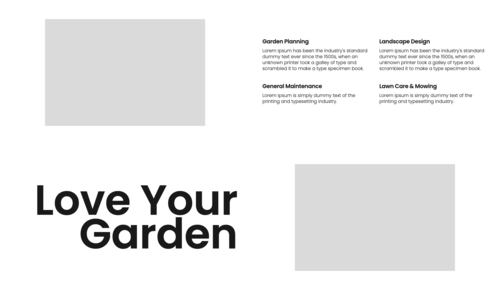 Garden Planning
Lorem ipsum has been the industry's standard
dummy text ever since the 1500s, when an
unknown printer took a galley of type and
scrambled it to make a type specimen book.
Landscape Design
Lorem ipsum has been the industry's standard
dummy text ever since the 1500s, when an
unknown printer took a galley of type and
scrambled it to make a type specimen book.
General Maintenance
Lorem ipsum is simply dummy text of the
printing and typesetting industry.
Lawn Care & Mowing
Lorem ipsum is simply dummy text of the
printing and typesetting industry.
Love Your
Garden